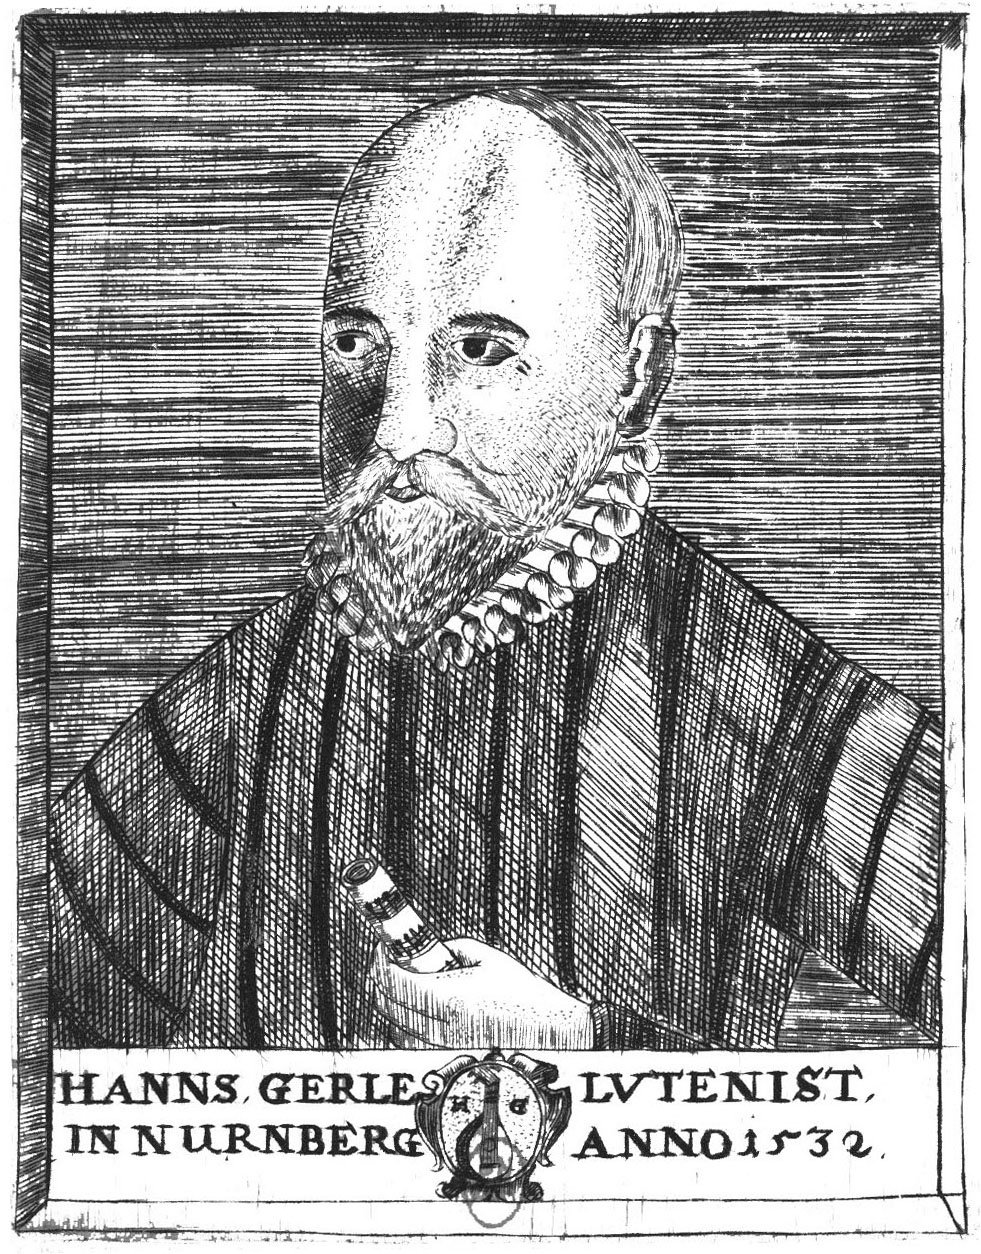 HANNS. GERLE LVTENIST.
IN NURNBERG ANNO 1532.
H G